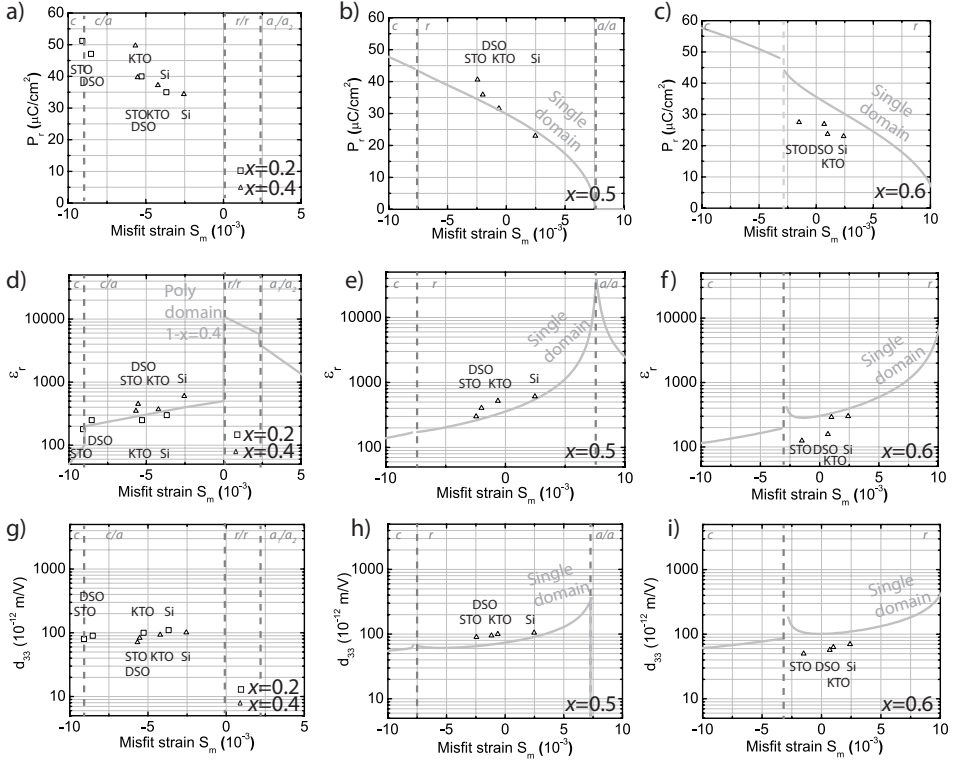 a)
c c/a r/r a1/a2
60
50
40
30
20
10
0
Pr (μC/cm2)
STO
DSO
KTO
Si
STOKTO Si
DSO
x=0.2
x=0.4
-10 -5 0 5
Misfit strain Sm (10-3)
b)
c r a/a
60
50
40
30
20
10
0
Pr (μC/cm2)
DSO
STO KTO Si
Single
domain
x=0.5
-10 -5 0 5 10
Misfit strain Sm (10-3)
c)
c r
60
50
40
30
20
10
0
Pr (μC/cm2)
Single
domain
STODSO Si
KTO
x=0.6
-10 -5 0 5 10
Misfit strain Sm (10-3)
d)
c c/a r/r a1/a2
10000
1000
100
εr
Poly
domain
1-x=0.4
DSO
STO KTO Si
DSO
STO KTO Si
x=0.2
x=0.4
-10 -5 0 5
Misfit strain Sm (10-3)
e)
c r a/a
10000
1000
100
εr
DSO
STO KTO Si
Single
domain
x=0.5
-10 -5 0 5 10
Misfit strain Sm (10-3)
f)
c r
10000
1000
100
εr
Single
domain
STO DSO Si
KTO
x=0.6
-10 -5 0 5 10
Misfit strain Sm (10-3)
g)
c c/a r/r a1/a2
1000
100
10
d33 (10-12 m/V)
DSO
STO KTO Si
STO KTO Si
DSO
x=0.2
x=0.4
-10 -5 0 5
Misfit strain Sm (10-3)
h)
c r a/a
1000
100
10
d33 (10-12 m/V)
Single
domain
DSO
STO KTO Si
x=0.5
-10 -5 0 5 10
Misfit strain Sm (10-3)
i)
c r
1000
100
10
d33 (10-12 m/V)
Single
domain
STO DSO Si
KTO
x=0.6
-10 -5 0 5 10
Misfit strain Sm (10-3)